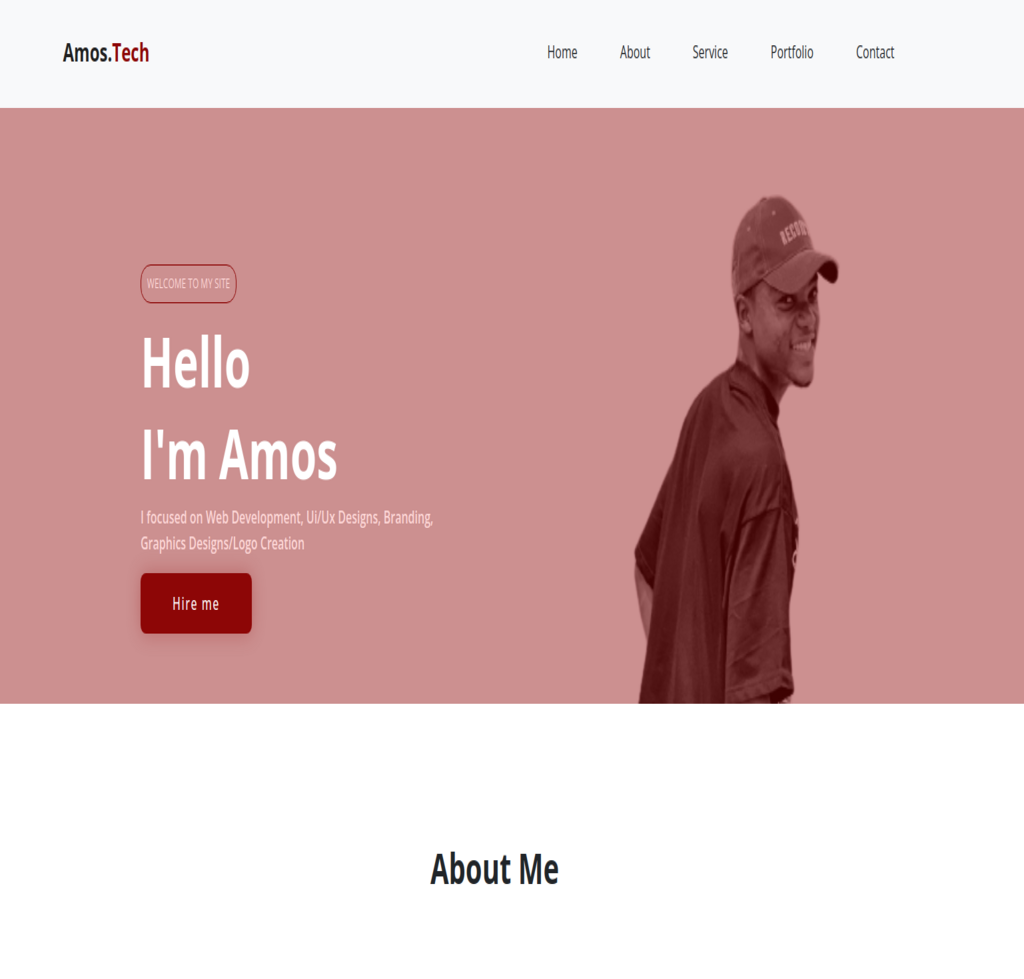 Amos.Tech
Home About Service Portfolio Contact
WELCOME TO MY SITE
Hello
I'm Amos
I focused on Web Development, Ui/Ux Designs, Branding,
Graphics Designs/Logo Creation
Hire me
About Me